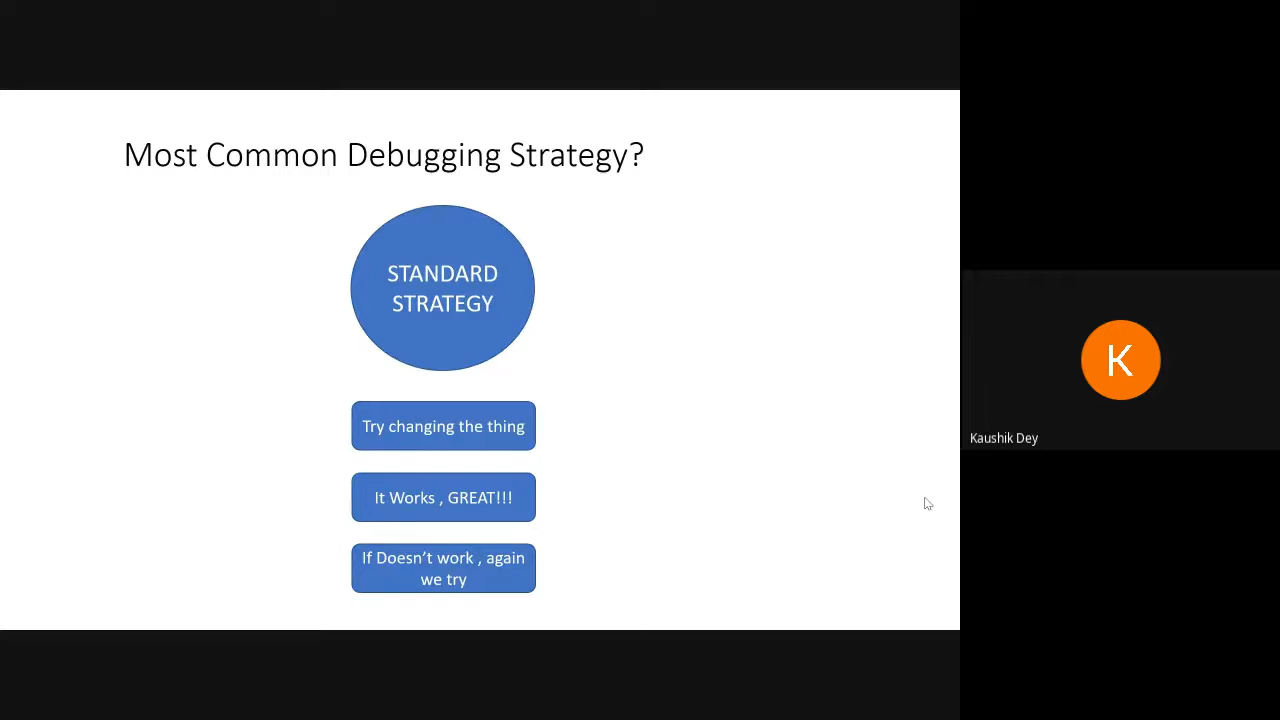 Most Common Debugging Strategy?
STANDARD
STRATEGY
Try changing the thing
It Works , GREAT!!!
If Doesn’t work , again
we try
K
Kaushik Dey